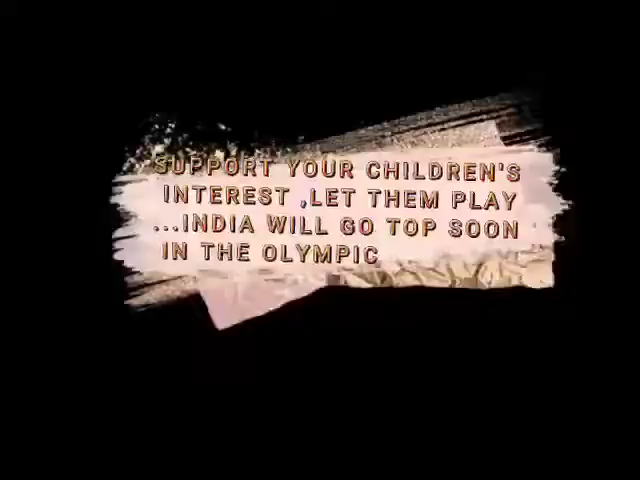 SUPPORT YOUR CHILDREN'S
INTEREST ,LET THEM PLAY
...INDIA WILL GO TOP SOON
IN THE OLYMPIC